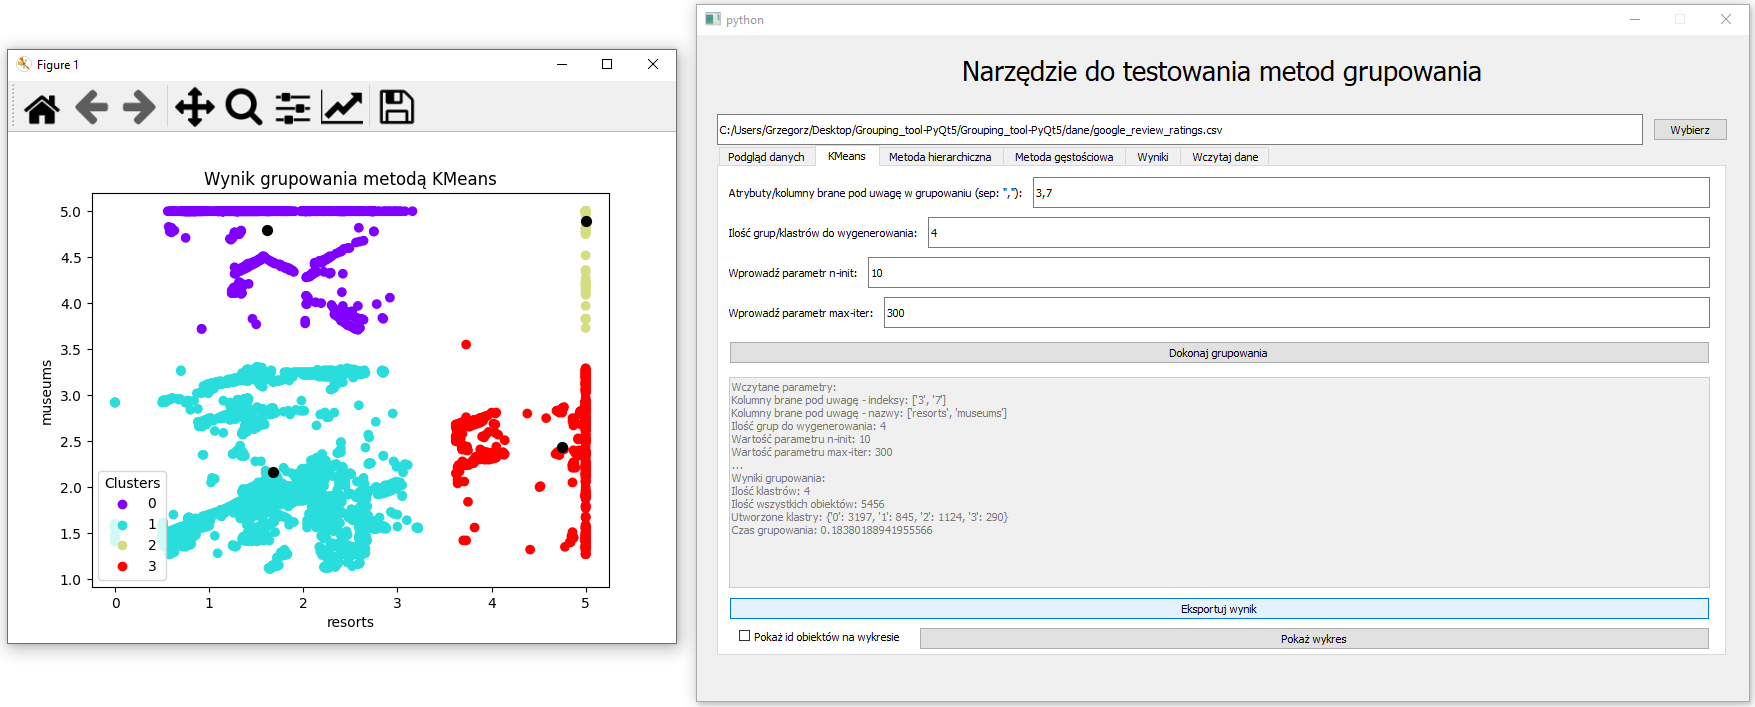 Figure 1
Wynik grupowania metodą KMeans
museums
5.0
4.5
4.0
3.5
3.0
2.5
2.0
1.5
1.0
Clusters
0
1
2
3
0 1 2 3 4 5
resorts
python
Narzędzie do testowania metod grupowania
C:/Users/Grzegorz/Desktop/Grouping_tool-PyQt5/Grouping_tool-PyQt5/dane/google_review_ratings.csv
Wybierz
Podgląd danych KMeans Metoda hierarchiczna Metoda gęstościowa Wyniki Wczytaj dane
Atrybuty/kolumny brane pod uwagę w grupowaniu (sep: ","): 3,7
Ilość grup/klastrów do wygenerowania: 4
Wprowadź parametr n-init: 10
Wprowadź parametr max-iter: 300
Dokonaj grupowania
Wczytane parametry:
Kolumny brane pod uwagę - indeksy: ['3', '7']
Kolumny brane pod uwagę - nazwy: ['resorts', 'museums']
Ilość grup do wygenerowania: 4
Wartość parametru n-init: 10
Wartość parametru max-iter: 300
...
Wyniki grupowania:
Ilość klastrów: 4
Ilość wszystkich obiektów: 5456
Utworzone klastry: {'0': 3197, '1': 845, '2': 1124, '3': 290}
Czas grupowania: 0.18380188941955566
Eksportuj wynik
Pokaż id obiektów na wykresie
Pokaż wykres